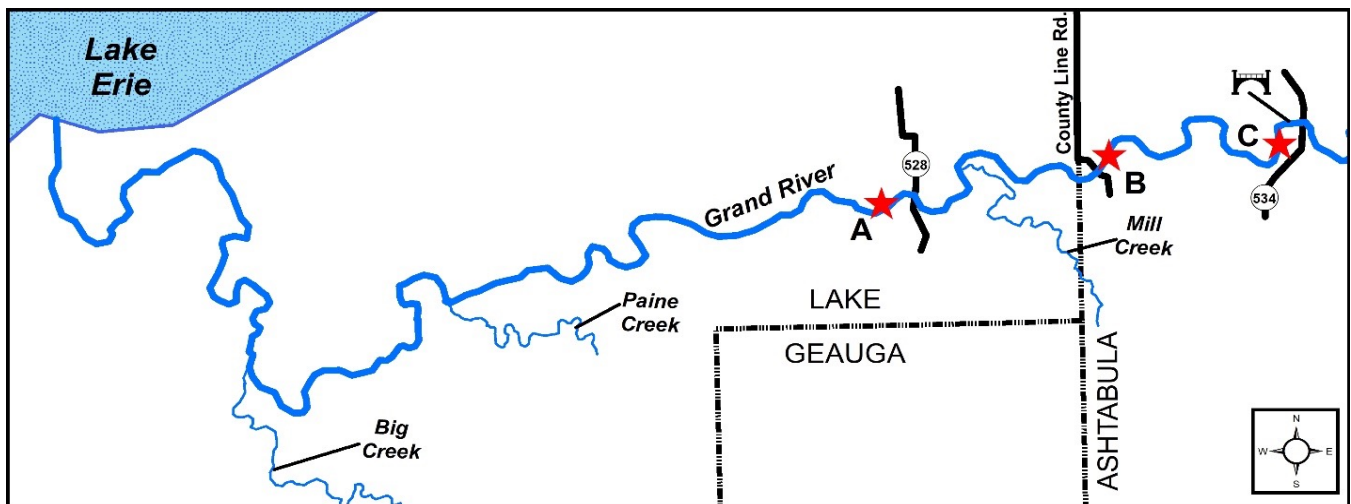 Lake
Erie
County Line Rd.
C
528
B
Grand River
A
534
Mill
Creek
Paine
Creek
LAKE
GEAUGA
ASHTABULA
Big
Creek
N
W
E
S